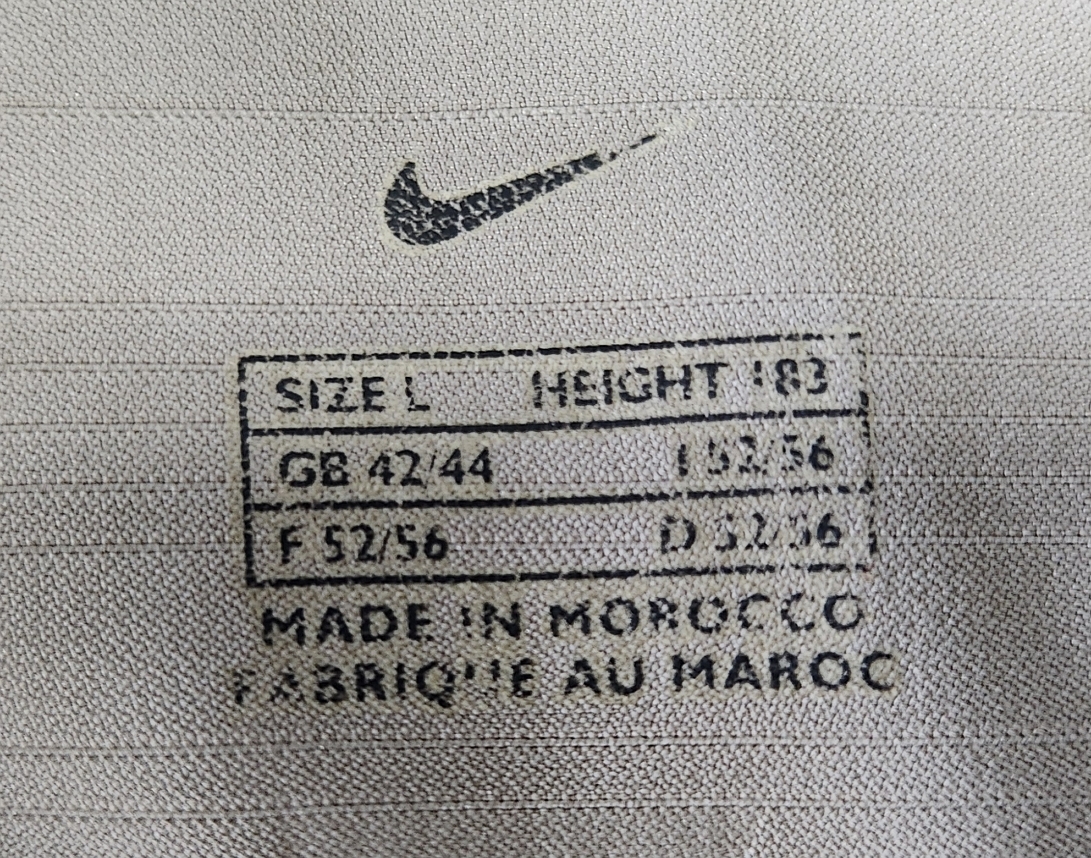 SIZE L HEIGHT 183
GB 42/44 I 52/56
F 52/56 D 52/56
MADE IN MOROCCO
FABRIQUE AU MAROC